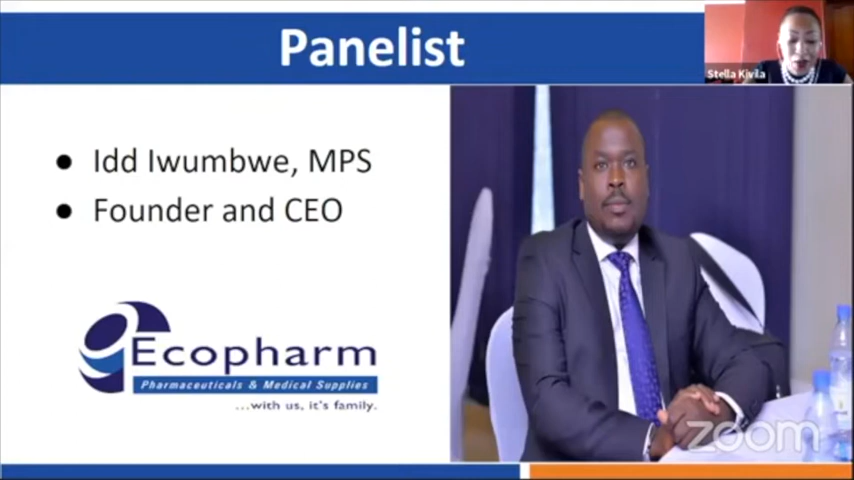 Panelist
Stella Kivila
• Idd Iwumbwe, MPS
• Founder and CEO
Ecopharm
Pharmaceuticals & Medical Supplies
...with us, it's family.
zoom